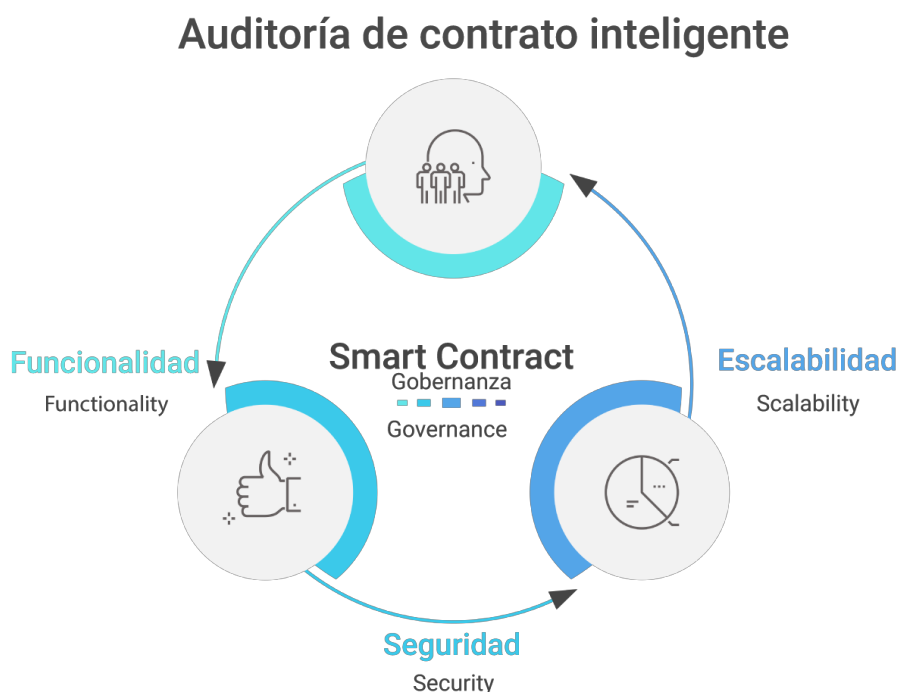 Auditoría de contrato inteligente
Funcionalidad
Functionality
Smart Contract
Gobernanza
Governance
Escalabilidad
Scalability
Seguridad
Security